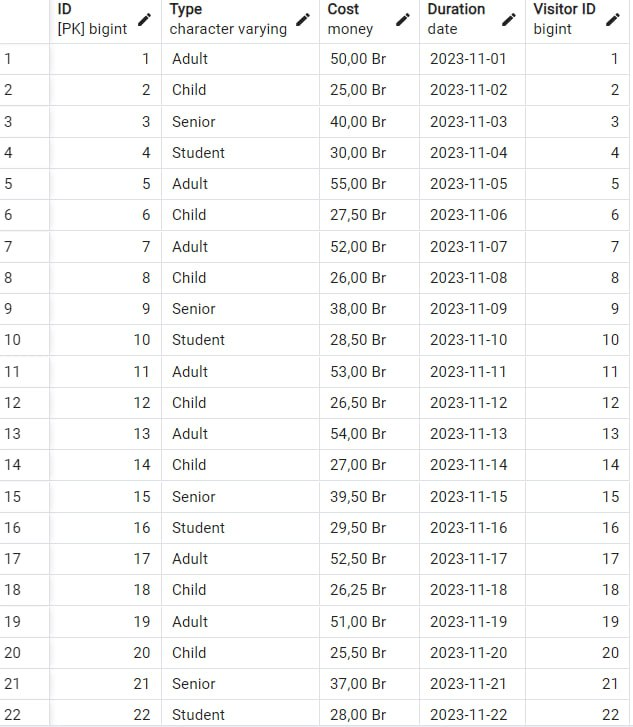 ID Type Cost Duration Visitor ID
[PK] bigint character varying money date bigint
1 1 Adult 50,00 Br 2023-11-01 1
2 2 Child 25,00 Br 2023-11-02 2
3 3 Senior 40,00 Br 2023-11-03 3
4 4 Student 30,00 Br 2023-11-04 4
5 5 Adult 55,00 Br 2023-11-05 5
6 6 Child 27,50 Br 2023-11-06 6
7 7 Adult 52,00 Br 2023-11-07 7
8 8 Child 26,00 Br 2023-11-08 8
9 9 Senior 38,00 Br 2023-11-09 9
10 10 Student 28,50 Br 2023-11-10 10
11 11 Adult 53,00 Br 2023-11-11 11
12 12 Child 26,50 Br 2023-11-12 12
13 13 Adult 54,00 Br 2023-11-13 13
14 14 Child 27,00 Br 2023-11-14 14
15 15 Senior 39,50 Br 2023-11-15 15
16 16 Student 29,50 Br 2023-11-16 16
17 17 Adult 52,50 Br 2023-11-17 17
18 18 Child 26,25 Br 2023-11-18 18
19 19 Adult 51,00 Br 2023-11-19 19
20 20 Child 25,50 Br 2023-11-20 20
21 21 Senior 37,00 Br 2023-11-21 21
22 22 Student 28,00 Br 2023-11-22 22